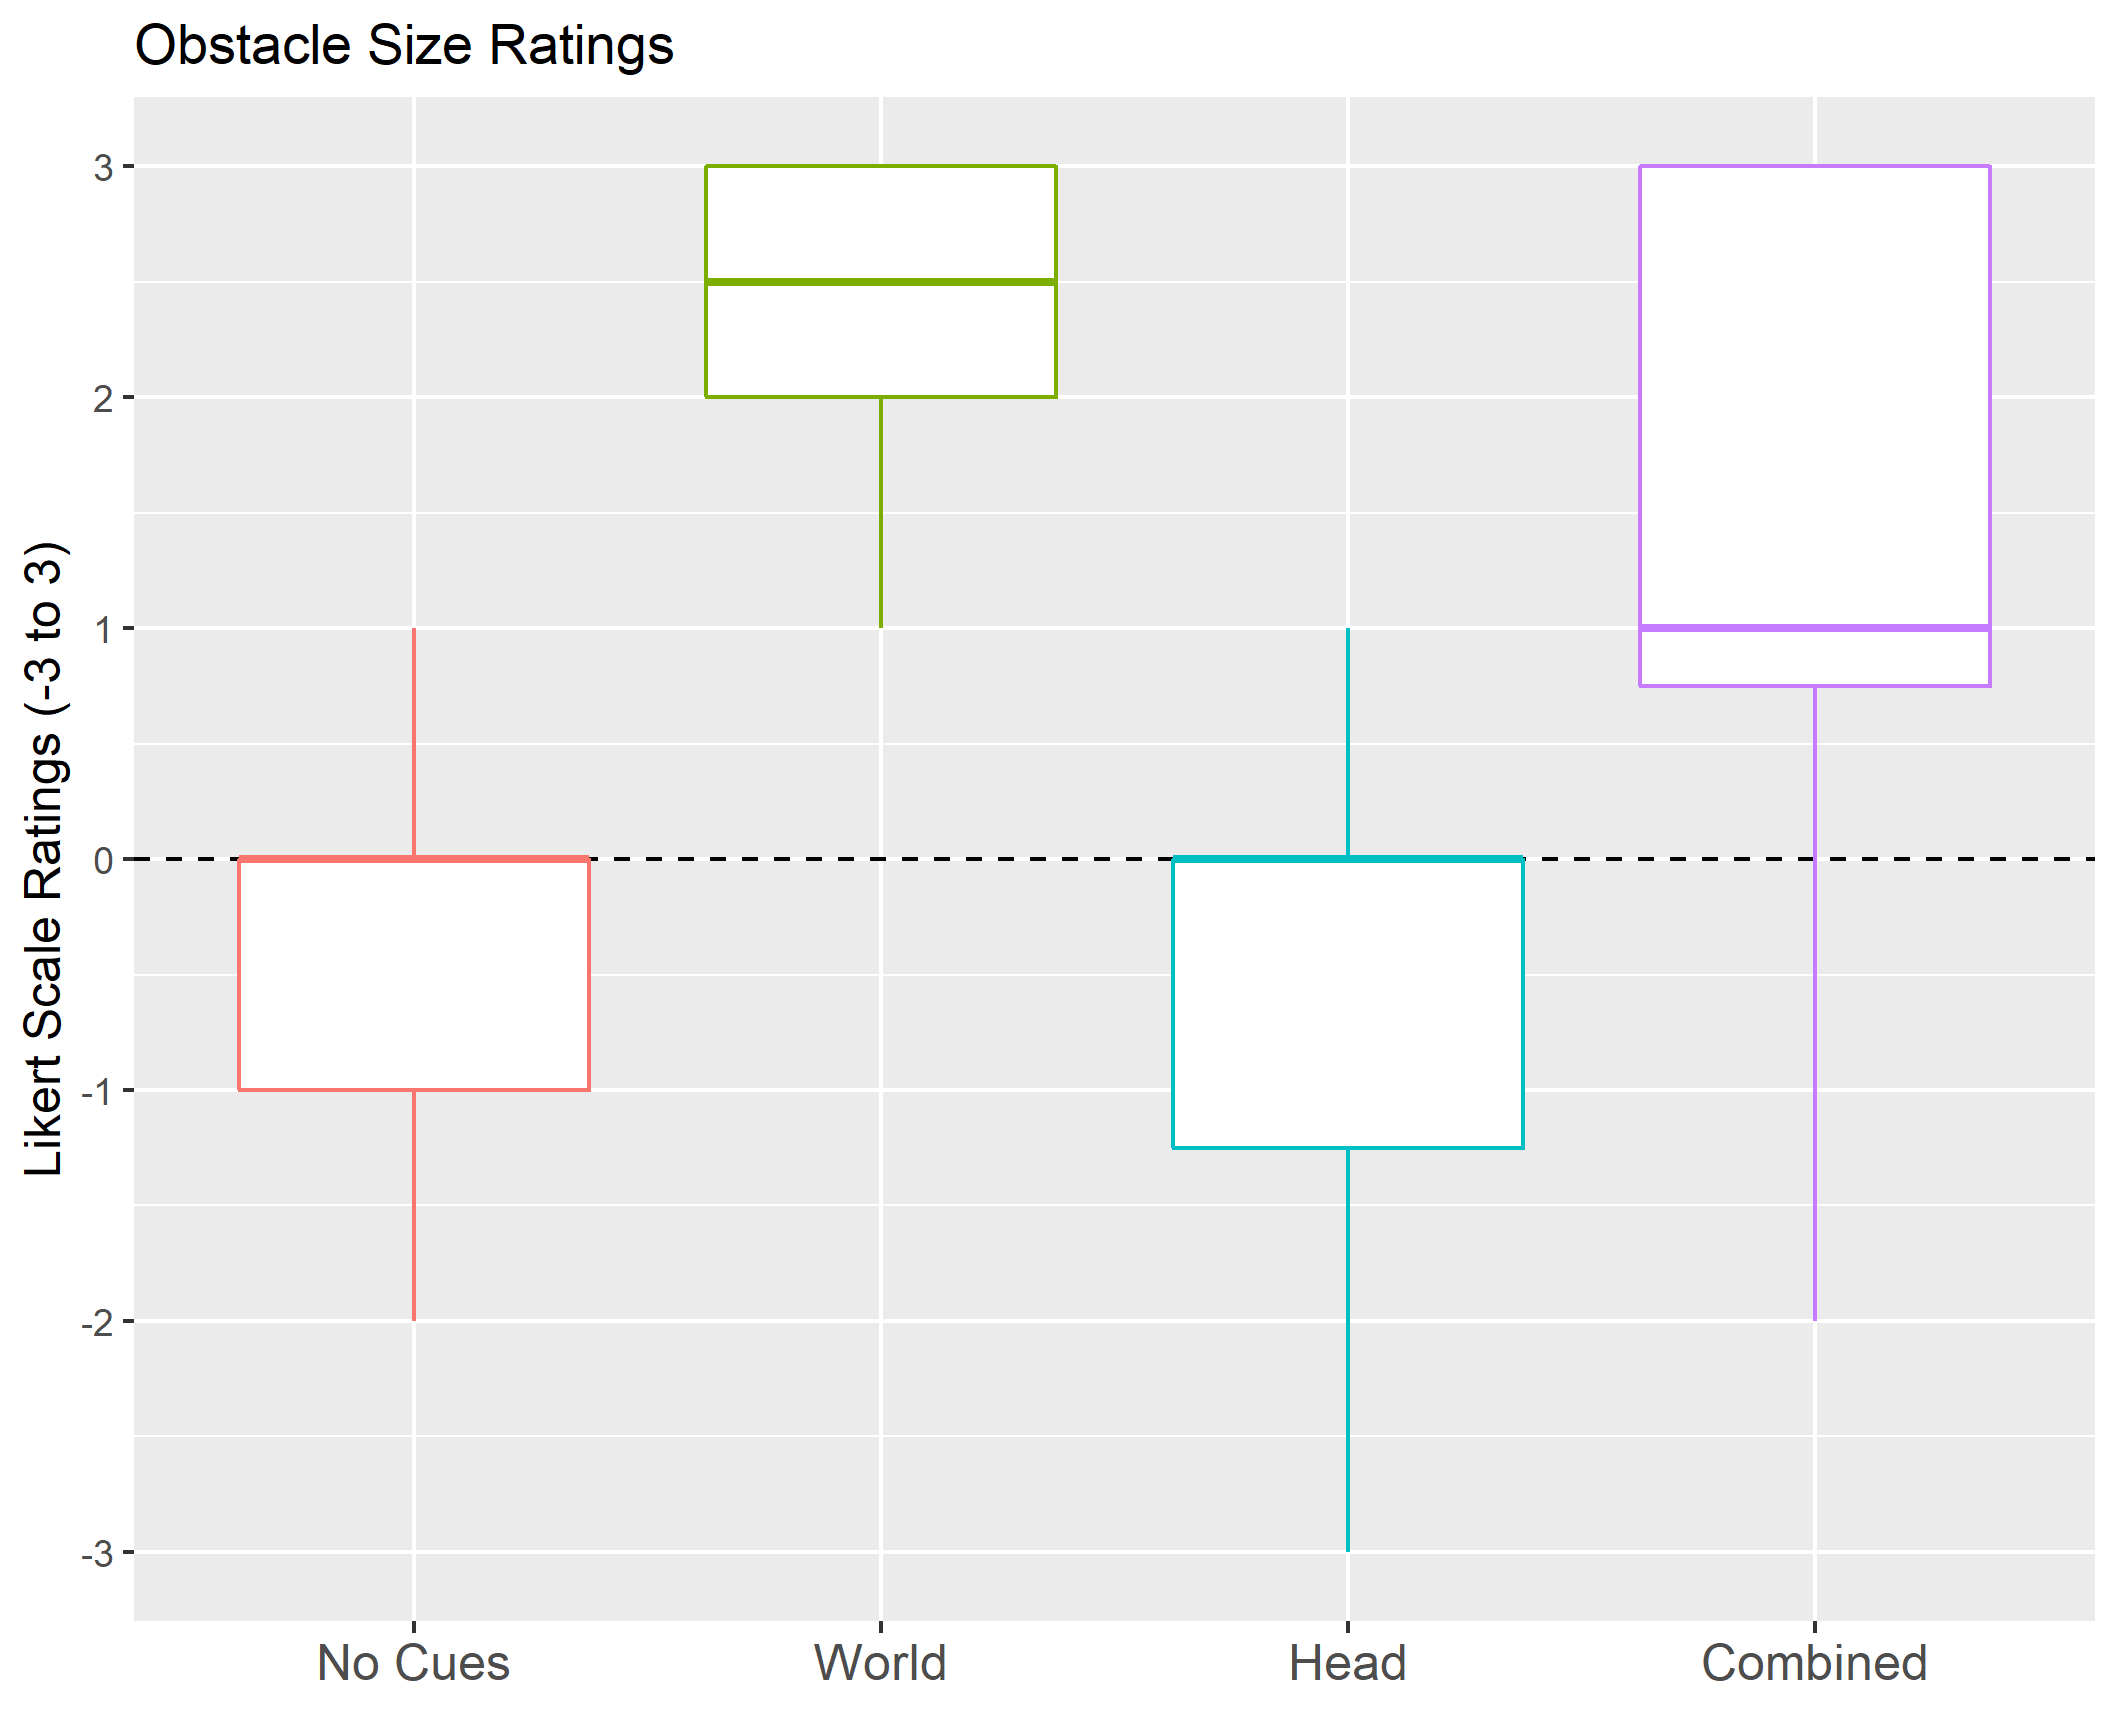 Obstacle Size Ratings
Likert Scale Ratings (-3 to 3)
3
2
1
0
-1
-2
-3
No Cues World Head Combined